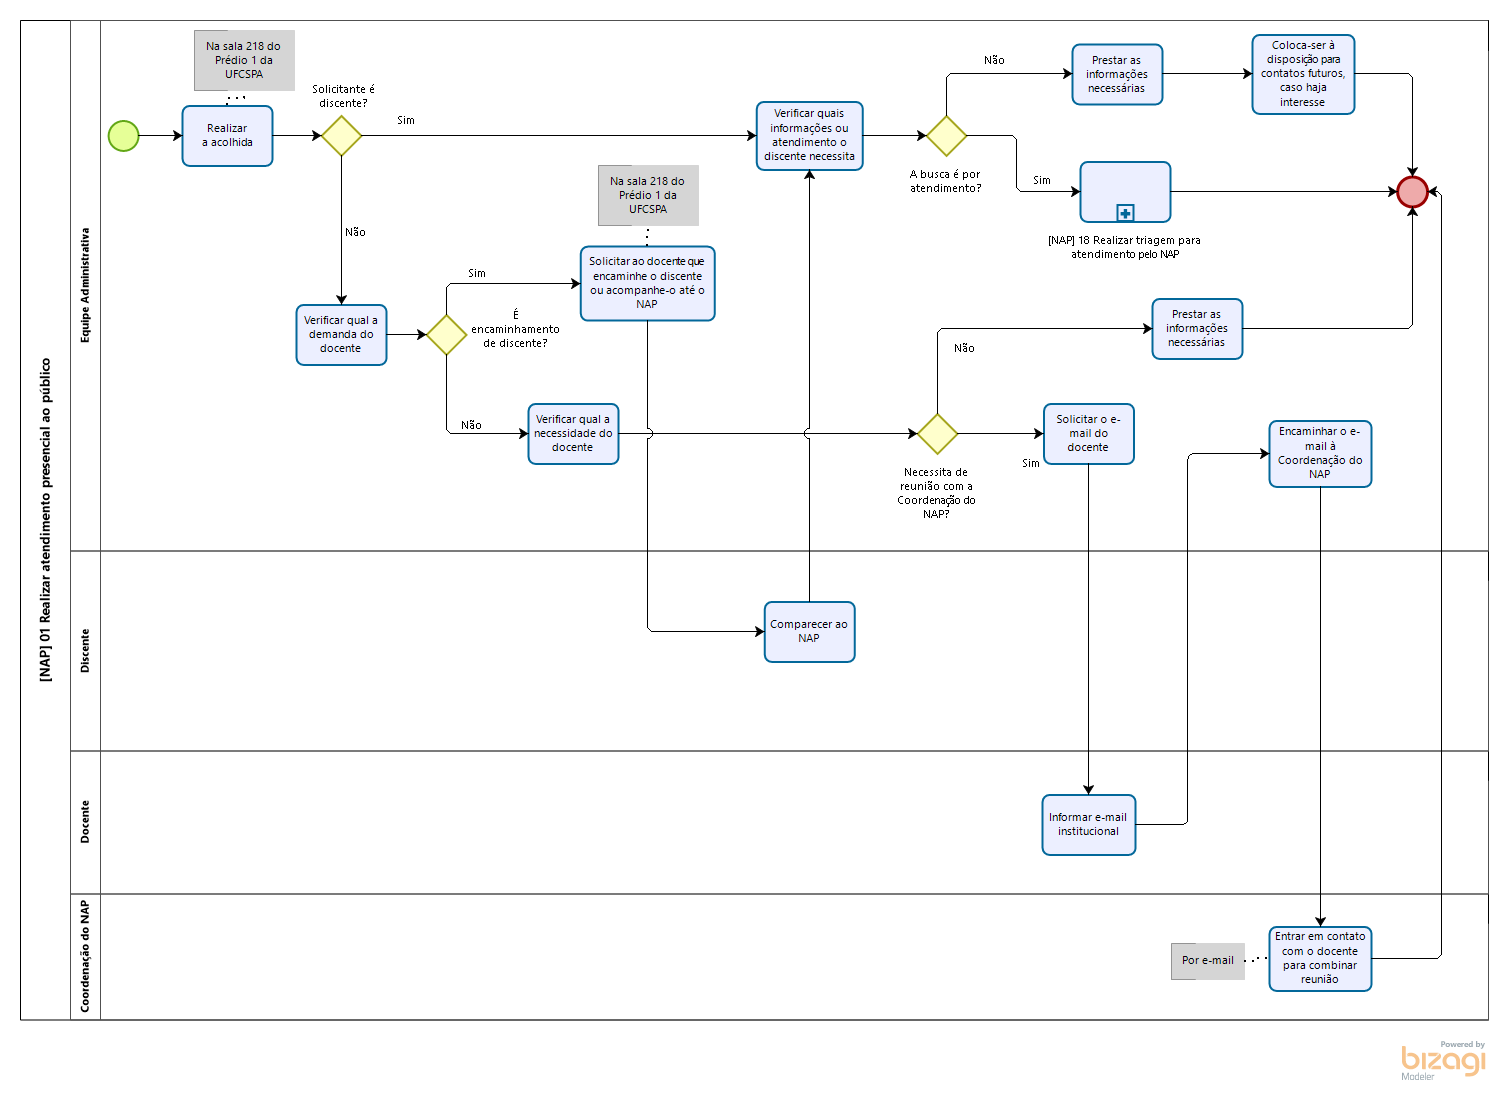 [NAP] 01 Realizar atendimento presencial ao público
Equipe Administrativa
Na sala 218 do
Prédio 1 da
UFCSPA
Realizar
a acolhida
Solicitante é
discente?
Sim
Não
Verificar qual a
demanda do
docente
É
encaminhamento
de discente?
Sim
Não
Na sala 218 do
Prédio 1 da
UFCSPA
Solicitar ao docente que
encaminhe o discente
ou acompanhe-o até o
NAP
Verificar qual a
necessidade do
docente
Verificar quais
informações ou
atendimento o
discente necessita
A busca é por
atendimento?
Não
Prestar as
informações
necessárias
Coloca-ser à
disposição para
contatos futuros,
caso haja
interesse
Sim
[NAP] 18 Realizar triagem para
atendimento pelo NAP
Necessita de
reunião com a
Coordenação do
NAP?
Não
Prestar as
informações
necessárias
Sim
Solicitar o e-
mail do
docente
Encaminhar o e-
mail à
Coordenação do
NAP
Discente
Comparecer ao
NAP
Docente
Informar e-mail
institucional
Coordenação do NAP
Por e-mail
Entrar em contato
com o docente
para combinar
reunião
Powered by
bizagi
Modeler